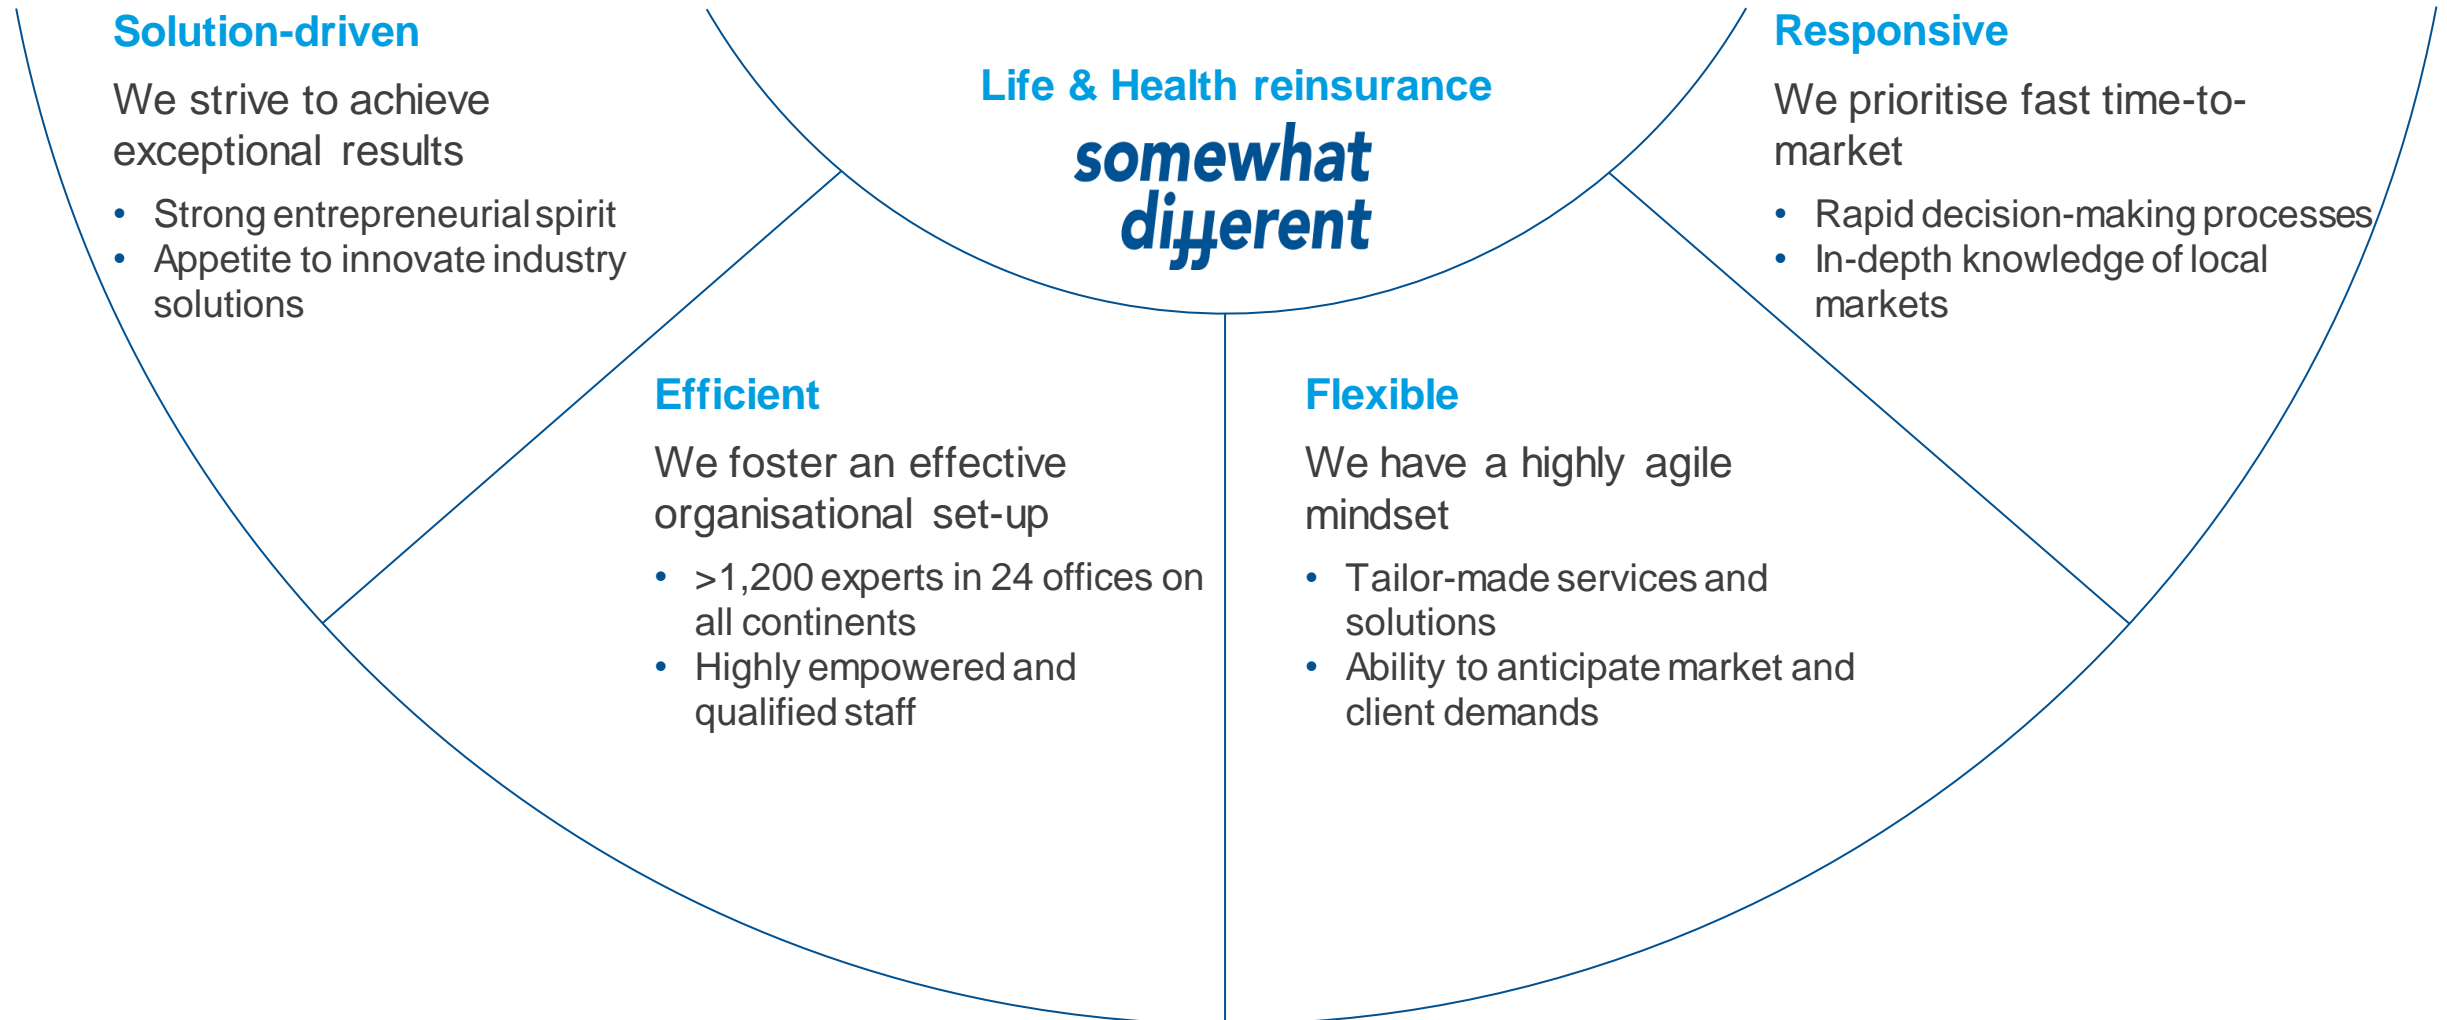 Solution-driven
We strive to achieve
exceptional results
• Strong entrepreneurial spirit
• Appetite to innovate industry
solutions
Life & Health reinsurance
somewhat
different
Responsive
We prioritise fast time-to-
market
• Rapid decision-making processes
• In-depth knowledge of local
markets
Efficient
We foster an effective
organisational set-up
• >1,200 experts in 24 offices on
all continents
• Highly empowered and
qualified staff
Flexible
We have a highly agile
mindset
• Tailor-made services and
solutions
• Ability to anticipate market and
client demands